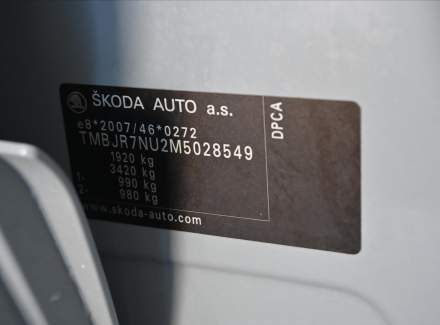 ŠKODA AUTO a.s.
e8*2007/46*0272
TMBJR7NU2M5028549
1920 kg
3420 kg
1- 990 kg
2- 980 kg
www.skoda-auto.com
DPCA